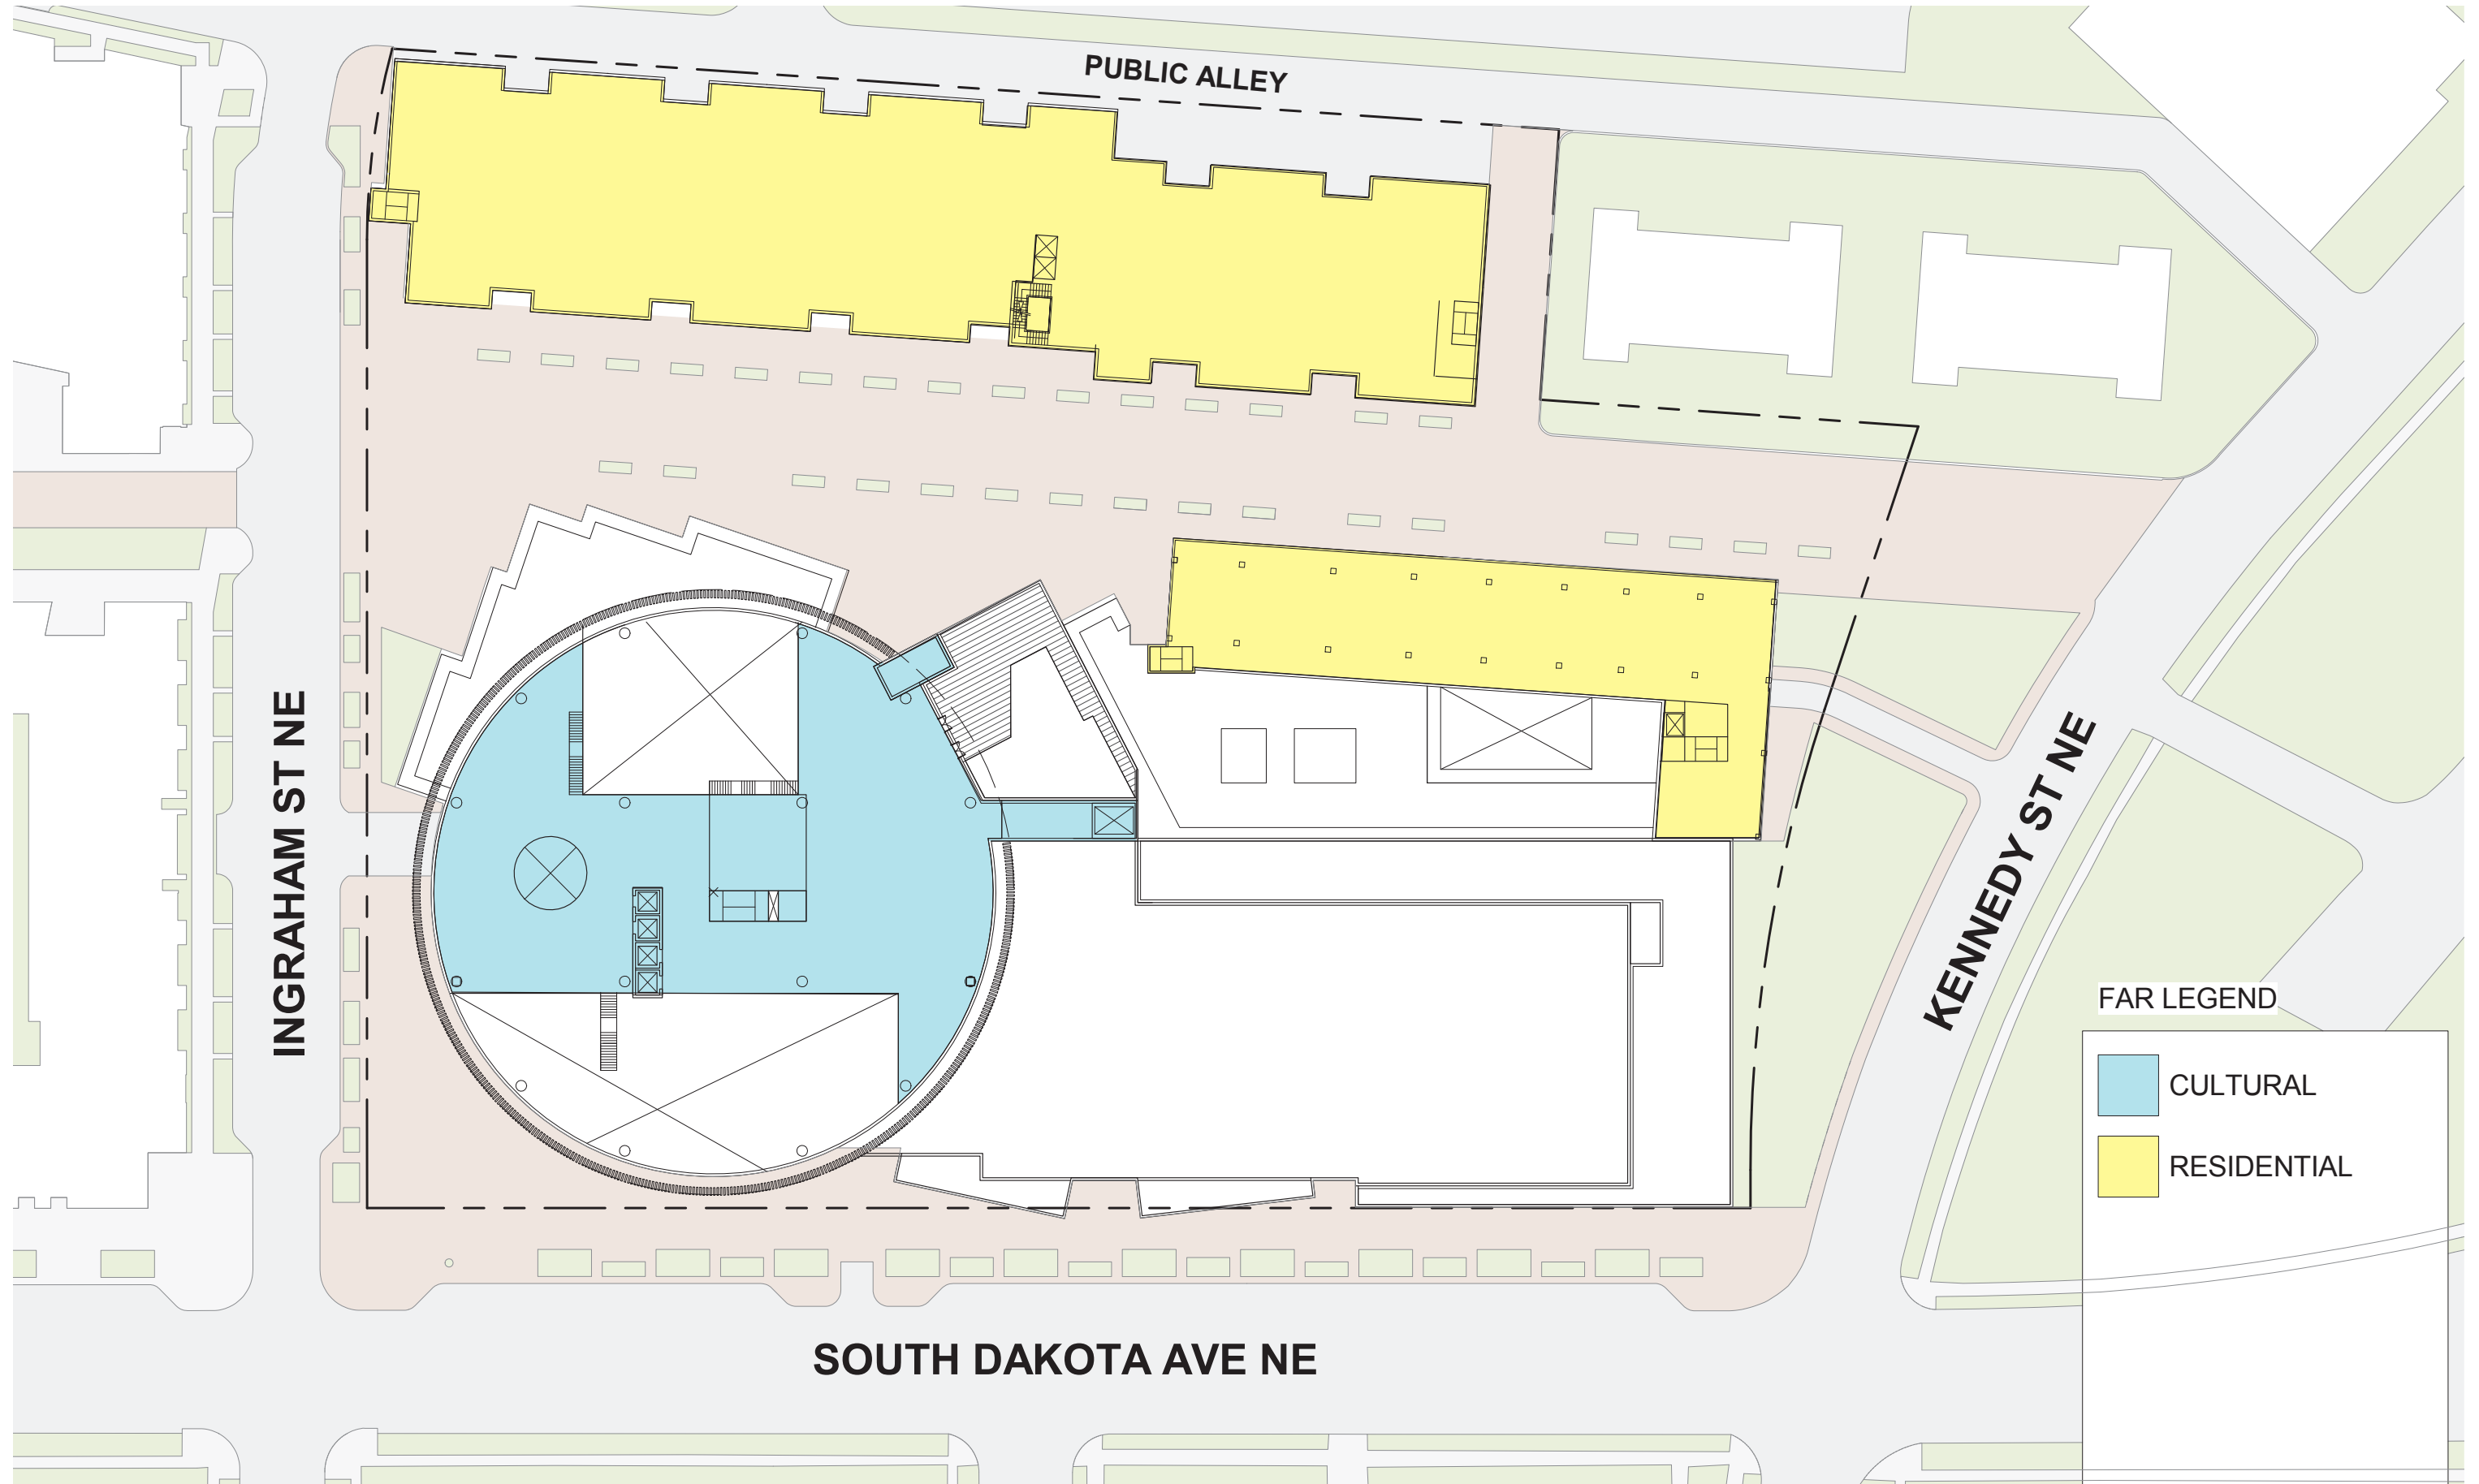 PUBLIC ALLEY
INGRAHAM ST NE
KENNEDY ST NE
FAR LEGEND
CULTURAL
RESIDENTIAL
SOUTH DAKOTA AVE NE